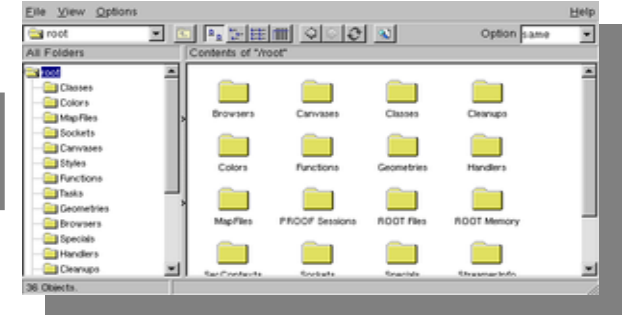 File View Options Help
root Option same
All Folders Contents of "/root"
root
Classes
Colors
MapFiles
Sockets
Canvases
Styles
Functions
Tasks
Geometries
Browsers
Specials
Handlers
Cleanups
Browsers Canvases Classes Cleanups
Colors Functions Geometries Handlers
MapFiles PROOF Sessions ROOT Files ROOT Memory
SecContexts Sockets Specials StreamerInfo
36 Objects.